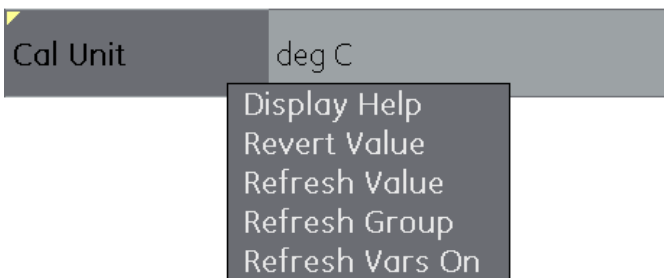 Cal Unit deg C
Display Help
Revert Value
Refresh Value
Refresh Group
Refresh Vars On